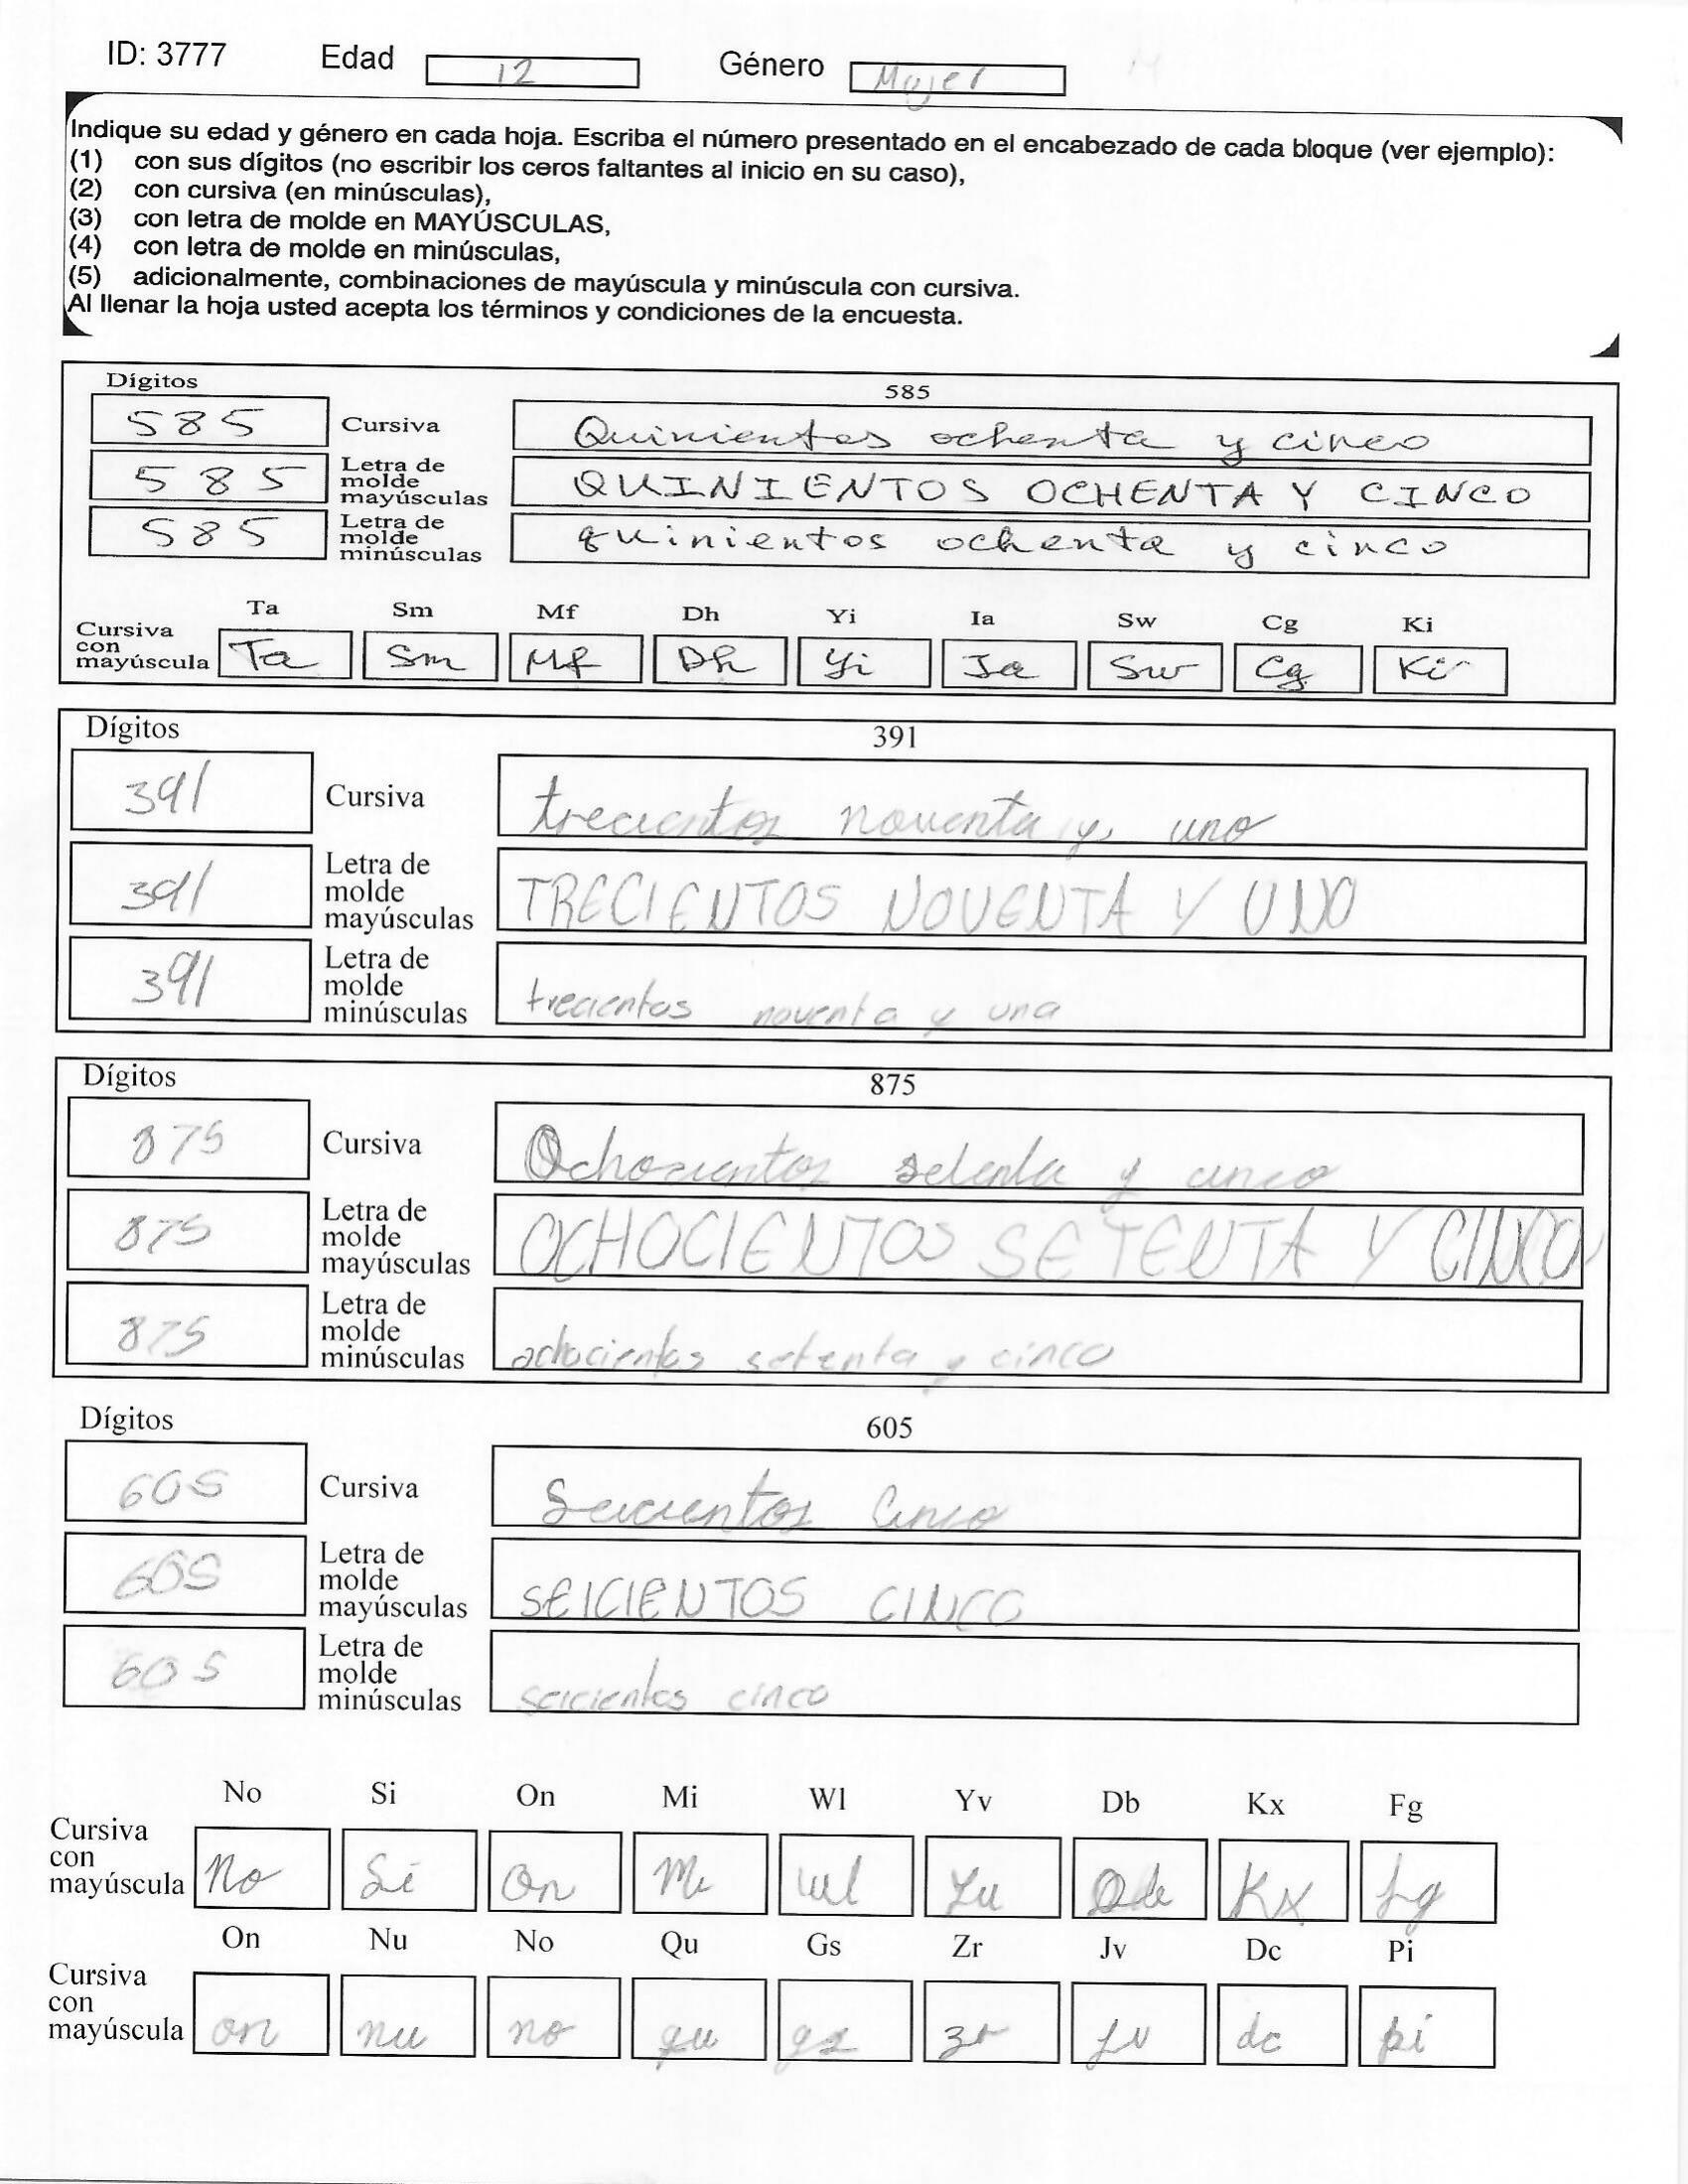 ID: 3777 Edad 12 Género Mujer
Indique su edad y género en cada hoja. Escriba el número presentado en el encabezado de cada bloque (ver ejemplo):
(1) con sus dígitos (no escribir los ceros faltantes al inicio en su caso),
(2) con cursiva (en minúsculas),
(3) con letra de molde en MAYÚSCULAS,
(4) con letra de molde en minúsculas,
(5) adicionalmente, combinaciones de mayúscula y minúscula con cursiva.
Al llenar la hoja usted acepta los términos y condiciones de la encuesta.
Dígitos 585
585 Cursiva Quinientos ochenta y cinco
585 Letra de molde mayúsculas QUINIENTOS OCHENTA Y CINCO
585 Letra de molde minúsculas quinientos ochenta y cinco
Ta Sm Mf Dh Yi Ia Sw Cg Ki
Cursiva con mayúscula Ta Sm Mf Dh Yi Ia Sw Cg Ki
Dígitos 391
391 Cursiva trecientos noventa y uno
391 Letra de molde mayúsculas TRECIENTOS NOVENTA Y UNO
391 Letra de molde minúsculas trecientos noventa y una
Dígitos 875
875 Cursiva Ochocientos setenta y cinco
875 Letra de molde mayúsculas OCHOCIENTOS SETENTA Y CINCO
875 Letra de molde minúsculas ochocientos setenta y cinco
Dígitos 605
605 Cursiva Seicientos Cinco
605 Letra de molde mayúsculas SEICIENTOS CINCO
605 Letra de molde minúsculas seicientos cinco
No Si On Mi Wl Yv Db Kx Fg
Cursiva con mayúscula No Si On Mi wl Yv Db Kx Fg
On Nu No Qu Gs Zr Jv Dc Pi
Cursiva con mayúscula on nu no qu gs zr jv dc pi